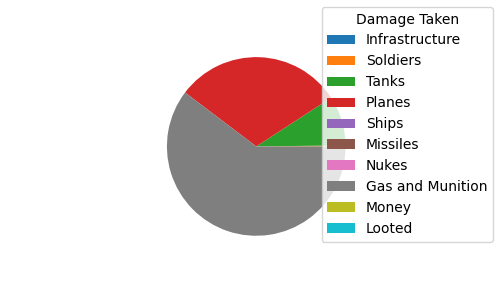 Damage Taken
Infrastructure
Soldiers
Tanks
Planes
Ships
Missiles
Nukes
Gas and Munition
Money
Looted